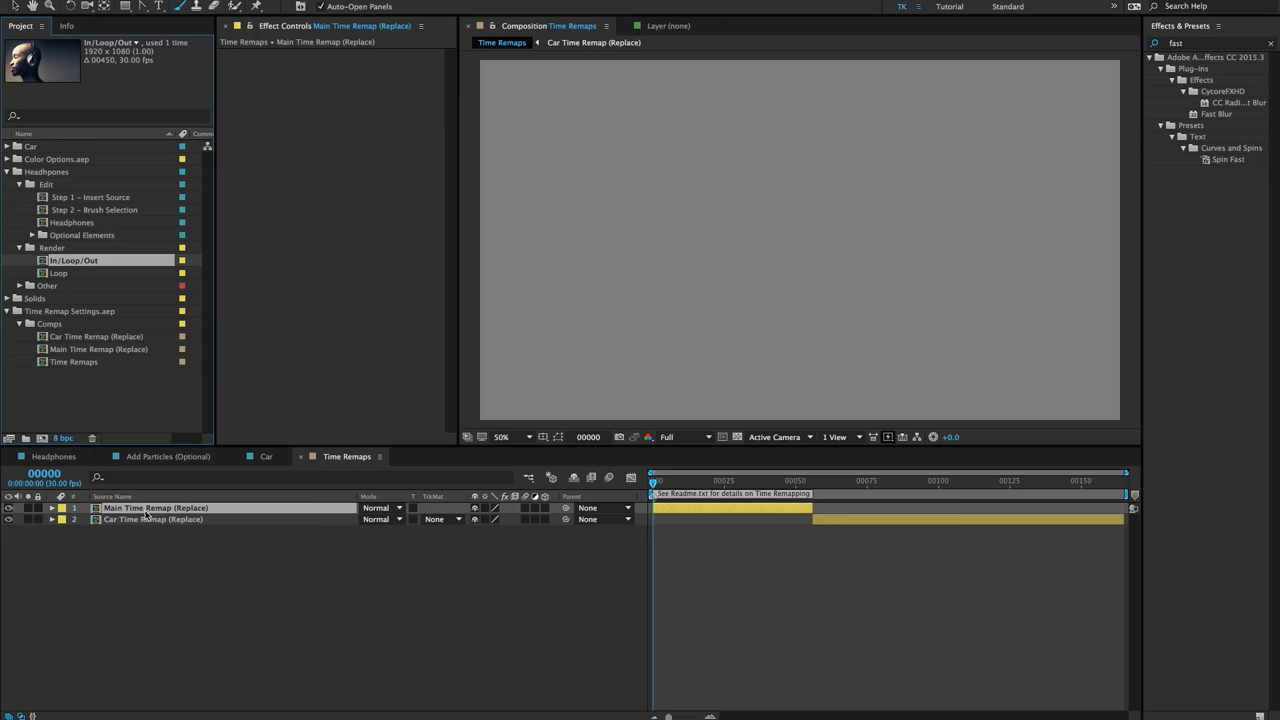 Auto-Open Panels
TK
Tutorial
Standard
Search Help
Project
Info
Effect Controls Main Time Remap (Replace)
Composition Time Remaps
Layer (none)
Effects & Presets
In/Loop/Out ▾ , used 1 time
1920 x 1080 (1.00)
Δ 00450, 30.00 fps
Time Remaps • Main Time Remap (Replace)
Time Remaps
Car Time Remap (Replace)
fast
Adobe A...ffects CC 2015.3
Plug-ins
Effects
CycoreFXHD
CC Radi...t Blur
Fast Blur
Presets
Text
Curves and Spins
Spin Fast
Name
Comm
Car
Color Options.aep
Headhpones
Edit
Step 1 - Insert Source
Step 2 - Brush Selection
Headphones
Optional Elements
Render
In/Loop/Out
Loop
Other
Solids
Time Remap Settings.aep
Comps
Car Time Remap (Replace)
Main Time Remap (Replace)
Time Remaps
8 bpc
50%
00000
Full
Active Camera
1 View
+0.0
Headphones
Add Particles (Optional)
Car
Time Remaps
00000
0:00:00:00 (30.00 fps)
00025
00050
00075
00100
00125
00150
#
Source Name
Mode
T
TrkMat
Parent
See Readme.txt for details on Time Remapping
1
Main Time Remap (Replace)
Normal
None
2
Car Time Remap (Replace)
Normal
None
None